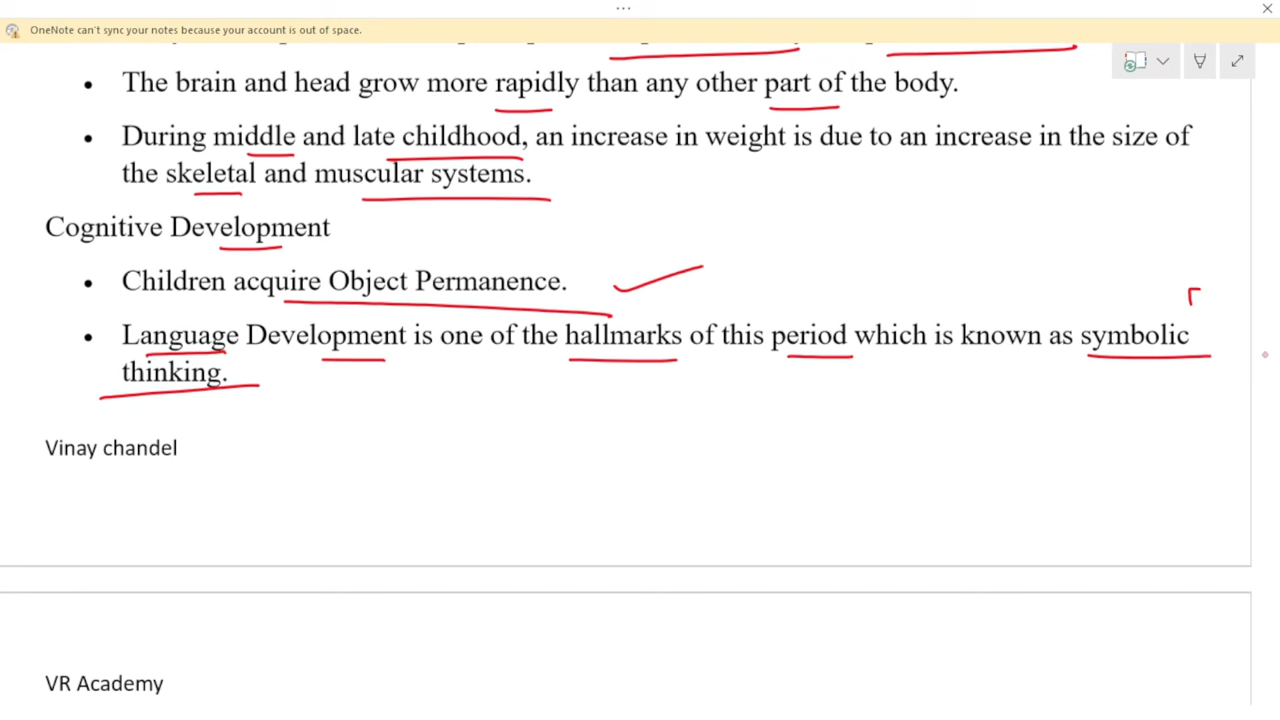 OneNote can't sync your notes because your account is out of space.
The brain and head grow more rapidly than any other part of the body.
During middle and late childhood, an increase in weight is due to an increase in the size of
the skeletal and muscular systems.
Cognitive Development
Children acquire Object Permanence.
Language Development is one of the hallmarks of this period which is known as symbolic
thinking.
Vinay chandel
VR Academy